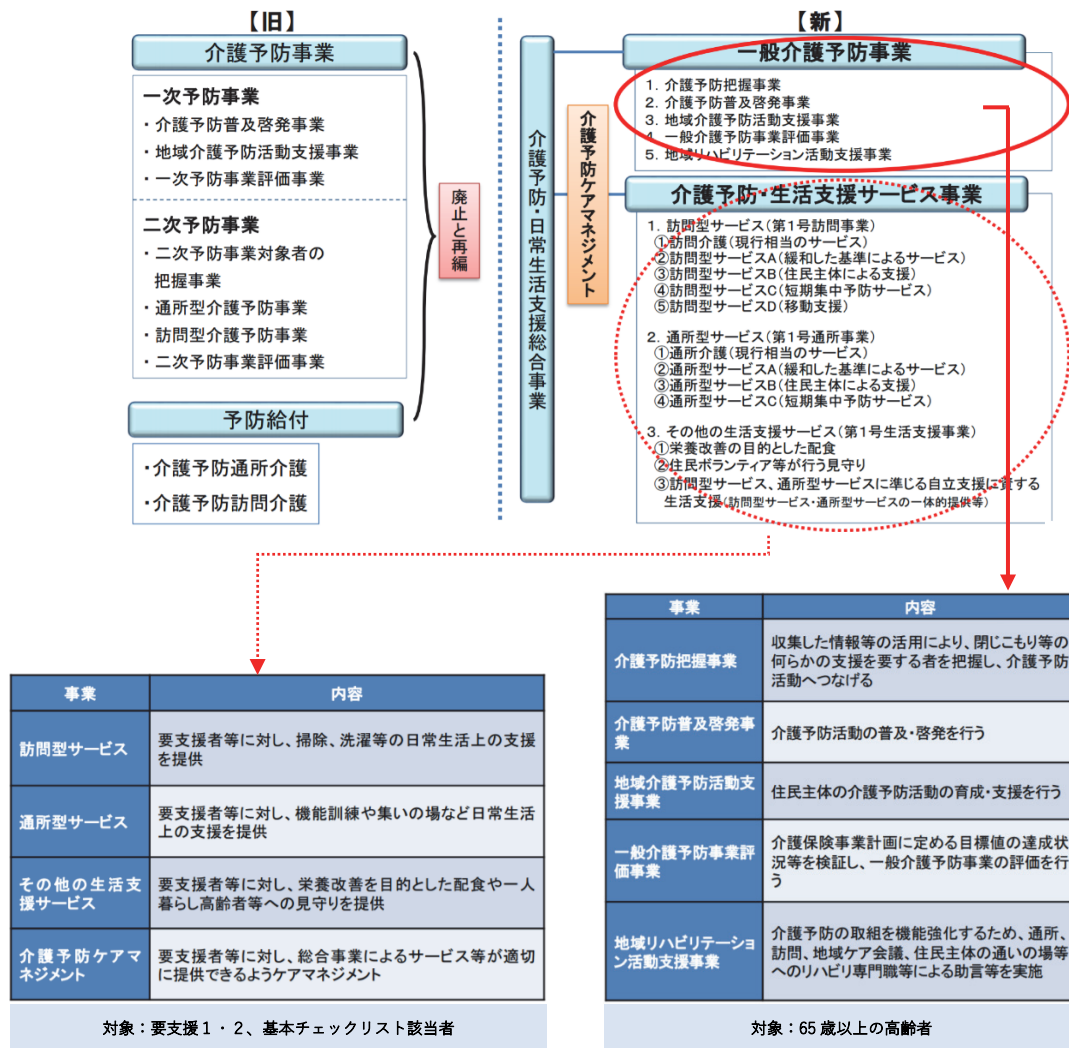 【旧】
介護予防事業
一次予防事業
・介護予防普及啓発事業
・地域介護予防活動支援事業
・一次予防事業評価事業
二次予防事業
・二次予防事業対象者の
把握事業
・通所型介護予防事業
・訪問型介護予防事業
・二次予防事業評価事業
予防給付
・介護予防通所介護
・介護予防訪問介護
廃止と再編
【新】
介護予防・日常生活支援総合事業
介護予防ケアマネジメント
一般介護予防事業
1. 介護予防把握事業
2. 介護予防普及啓発事業
3. 地域介護予防活動支援事業
4. 一般介護予防事業評価事業
5. 地域リハビリテーション活動支援事業
介護予防・生活支援サービス事業
1. 訪問型サービス(第1号訪問事業)
①訪問介護(現行相当のサービス)
②訪問型サービスA(緩和した基準によるサービス)
③訪問型サービスB(住民主体による支援)
④訪問型サービスC(短期集中予防サービス)
⑤訪問型サービスD(移動支援)
2. 通所型サービス(第1号通所事業)
①通所介護(現行相当のサービス)
②通所型サービスA(緩和した基準によるサービス)
③通所型サービスB(住民主体による支援)
④通所型サービスC(短期集中予防サービス)
3. その他の生活支援サービス(第1号生活支援事業)
①栄養改善の目的とした配食
②住民ボランティア等が行う見守り
③訪問型サービス、通所型サービスに準じる自立支援に資する
生活支援(訪問型サービス・通所型サービスの一体的提供等)
事業 内容
訪問型サービス 要支援者等に対し、掃除、洗濯等の日常生活上の支援
を提供
通所型サービス 要支援者等に対し、機能訓練や集いの場など日常生活
上の支援を提供
その他の生活支
援サービス
要支援者等に対し、栄養改善を目的とした配食や一人
暮らし高齢者等への見守りを提供
介護予防ケアマ
ネジメント
要支援者等に対し、総合事業によるサービス等が適切
に提供できるようケアマネジメント
対象：要支援１・２、基本チェックリスト該当者
事業 内容
介護予防把握事業
収集した情報等の活用により、閉じこもり等の
何らかの支援を要する者を把握し、介護予防
活動へつなげる
介護予防普及啓発事
業
介護予防活動の普及・啓発を行う
地域介護予防活動支
援事業
住民主体の介護予防活動の育成・支援を行う
一般介護予防事業評
価事業
介護保険事業計画に定める目標値の達成状
況等を検証し、一般介護予防事業の評価を行
う
地域リハビリテーショ
ン活動支援事業
介護予防の取組を機能強化するため、通所、
訪問、地域ケア会議、住民主体の通いの場等
へのリハビリ専門職等による助言等を実施
対象：65 歳以上の高齢者